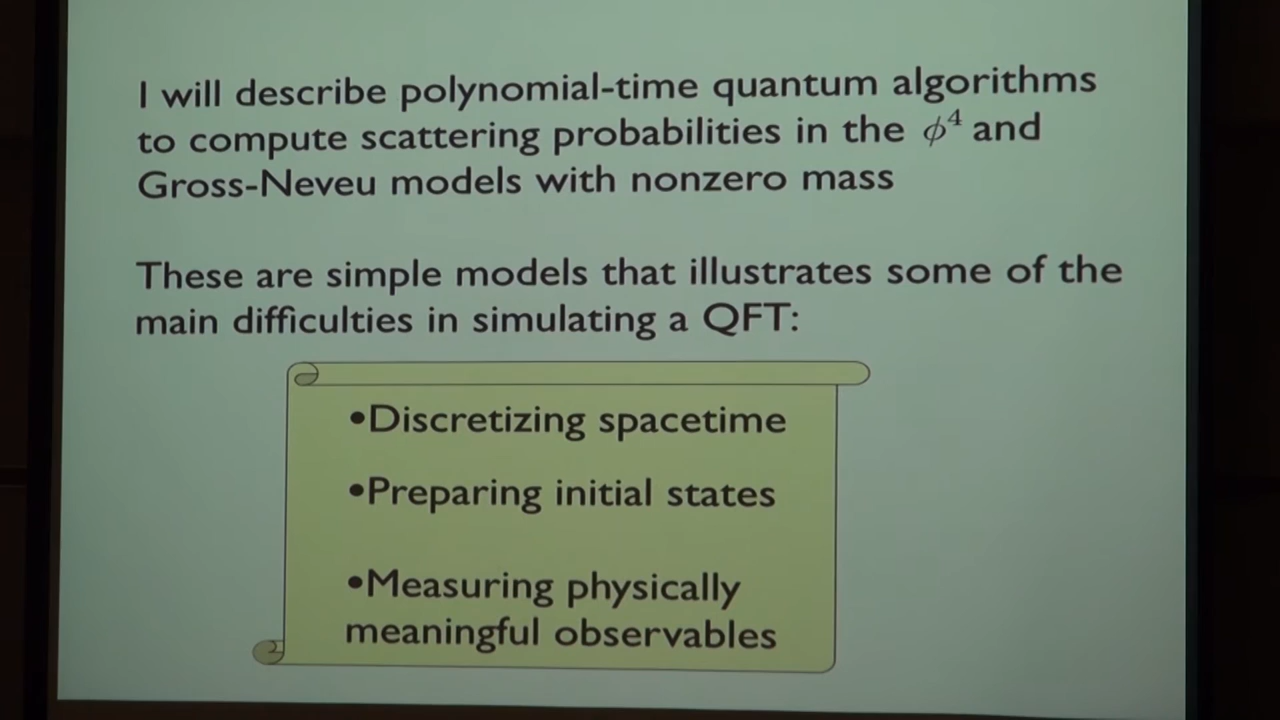 I will describe polynomial-time quantum algorithms
to compute scattering probabilities in the ϕ⁴ and
Gross-Neveu models with nonzero mass
These are simple models that illustrates some of the
main difficulties in simulating a QFT:
•Discretizing spacetime
•Preparing initial states
•Measuring physically
meaningful observables